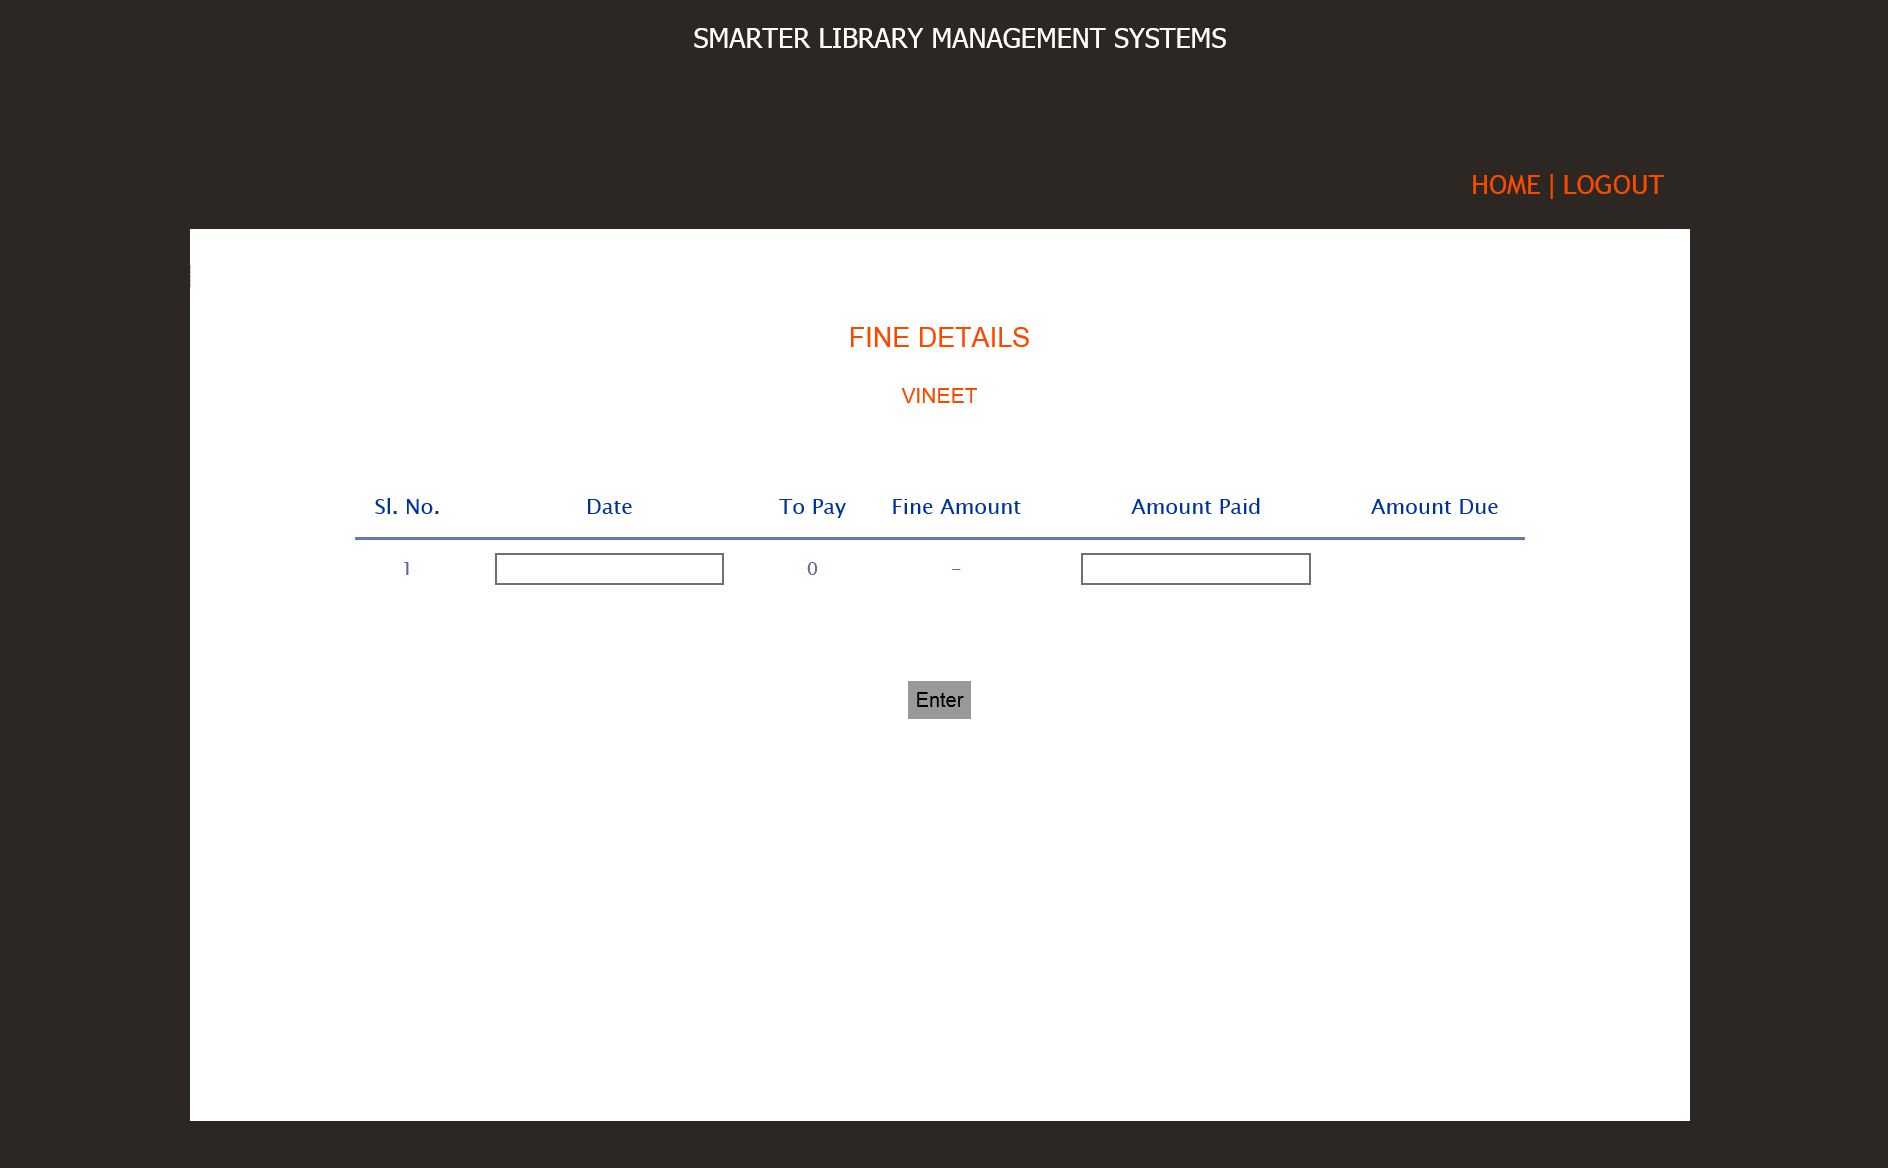 SMARTER LIBRARY MANAGEMENT SYSTEMS
HOME | LOGOUT
FINE DETAILS
VINEET
Sl. No. Date To Pay Fine Amount Amount Paid Amount Due
1 0 –
Enter